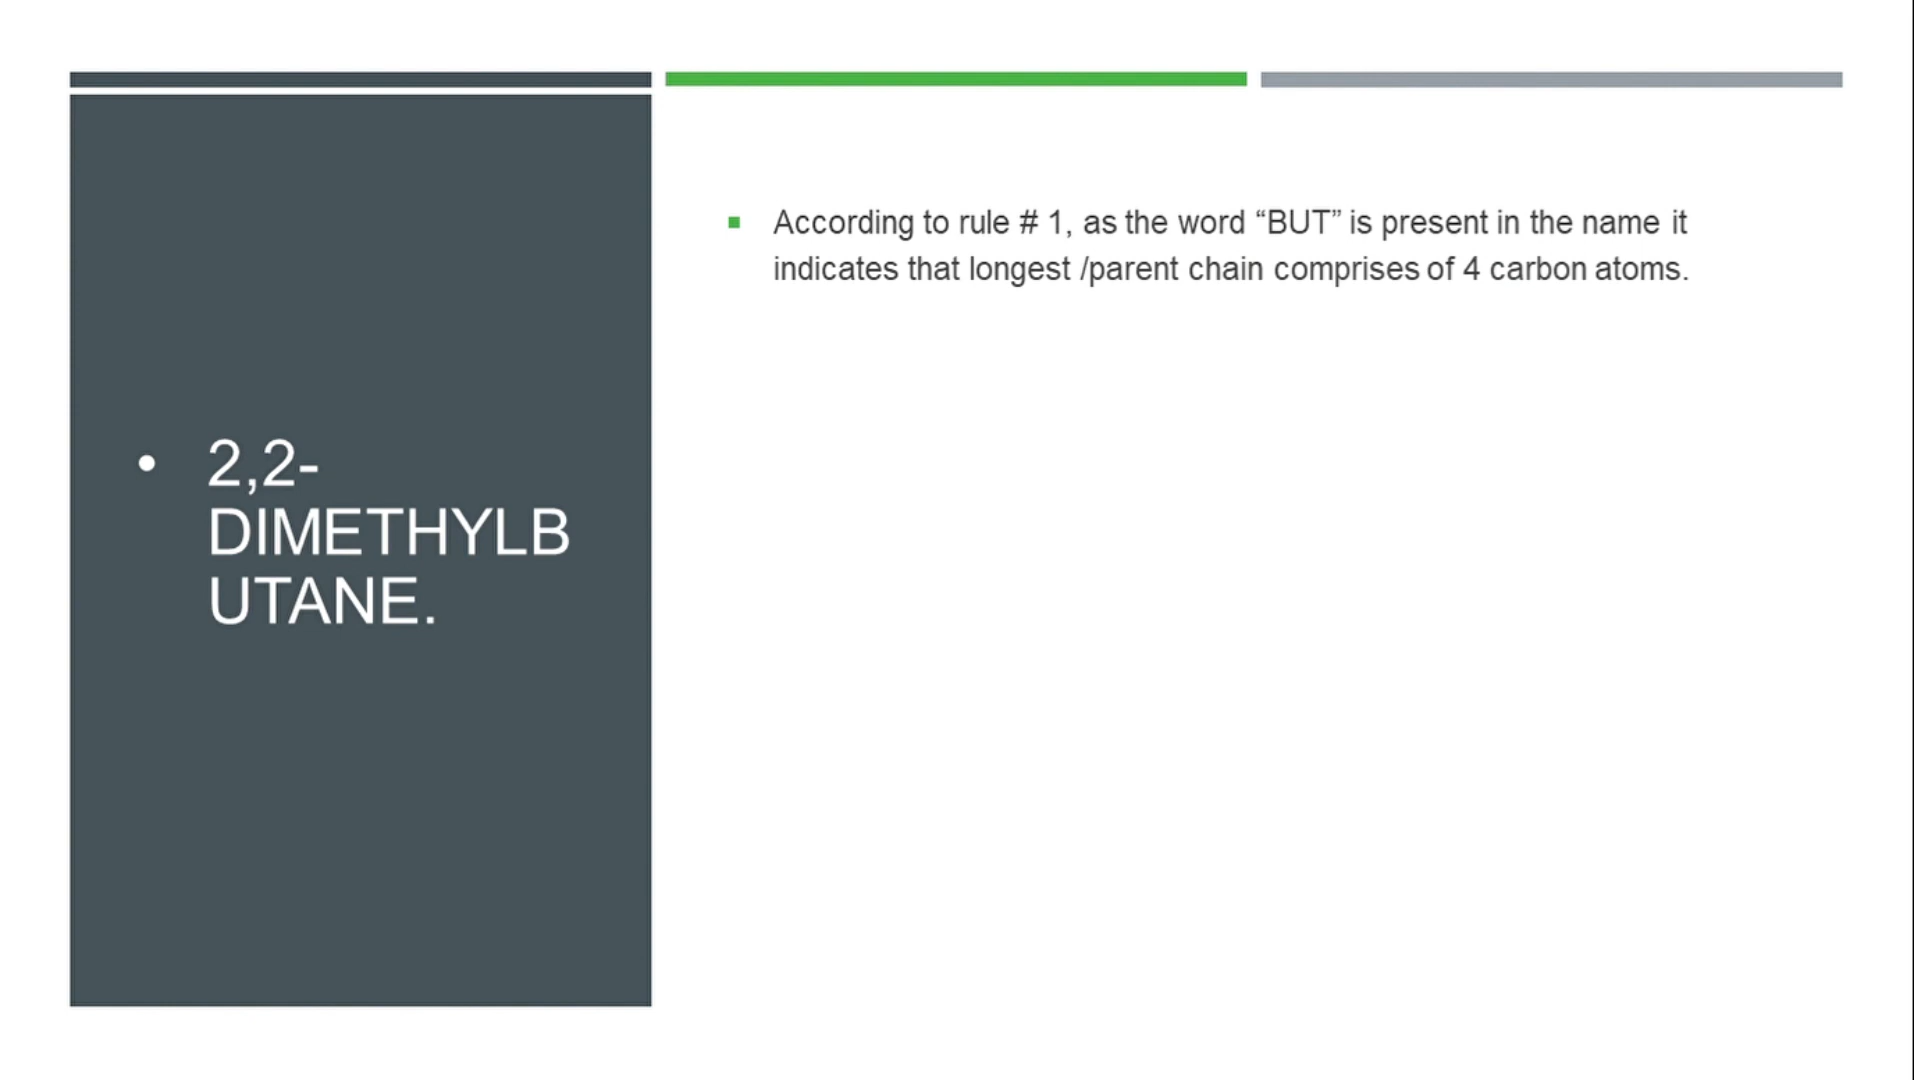 • 2,2-
DIMETHYLB
UTANE.
▪ According to rule # 1, as the word “BUT” is present in the name it
indicates that longest /parent chain comprises of 4 carbon atoms.